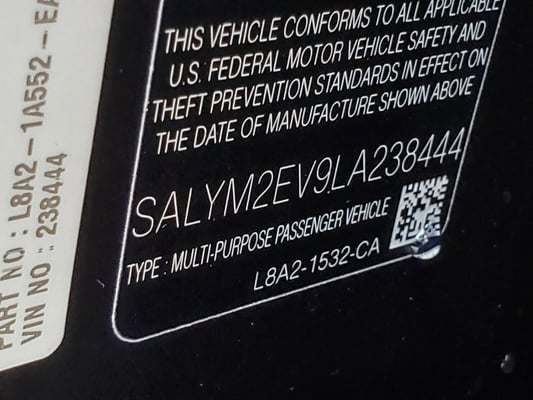 THIS VEHICLE CONFORMS TO ALL APPLICABLE
U.S. FEDERAL MOTOR VEHICLE SAFETY AND
THEFT PREVENTION STANDARDS IN EFFECT ON
THE DATE OF MANUFACTURE SHOWN ABOVE
SALYM2EV9LA238444
TYPE : MULTI-PURPOSE PASSENGER VEHICLE
L8A2-1532-CA
PART NO : L8A2-1A552-EA
VIN NO : 238444